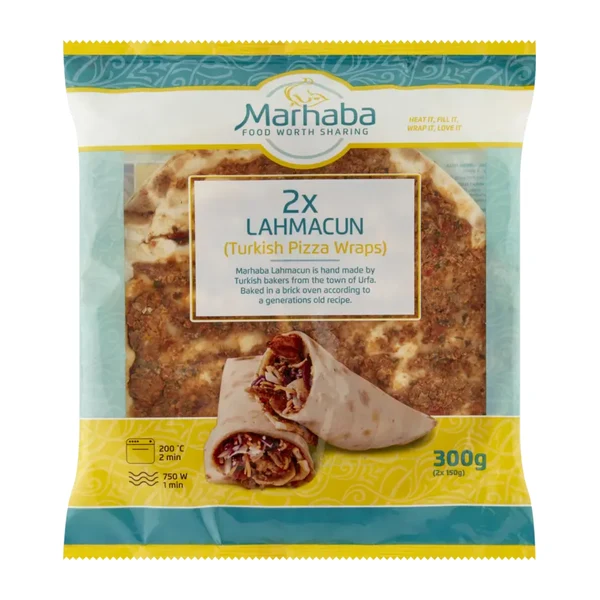 Marhaba
FOOD WORTH SHARING
HEAT IT, FILL IT,
WRAP IT, LOVE IT
2x
LAHMACUN
(Turkish Pizza Wraps)
Marhaba Lahmacun is hand made by
Turkish bakers from the town of Urfa.
Baked in a brick oven according to
a generations old recipe.
200 °C
2 min
750 W
1 min
300g
(2x 150g)